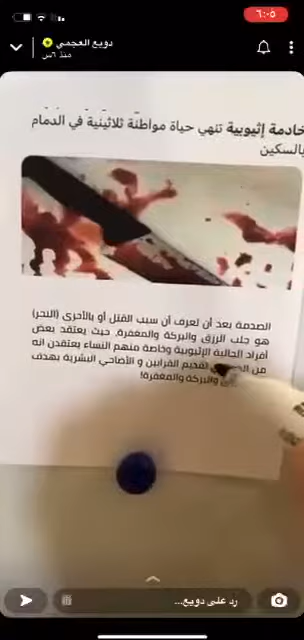 ٦:٠٥
دويع العجمي
منذ ٦س
خادمة إثيوبية تنهي حياة مواطنة ثلاثينية في الدمام
بالسكين
الصدمة بعد أن تعرف أن سبب القتل أو بالأحرى (النحر)
هو جلب الرزق والبركة والمغفرة. حيث يعتقد بعض
أفراد الجالية الإثيوبية وخاصة منهم النساء يعتقدن انه
من تقديم القرابين و الأضاحي البشرية بهدف
والبركة والمغفرة!
رد على دويع...